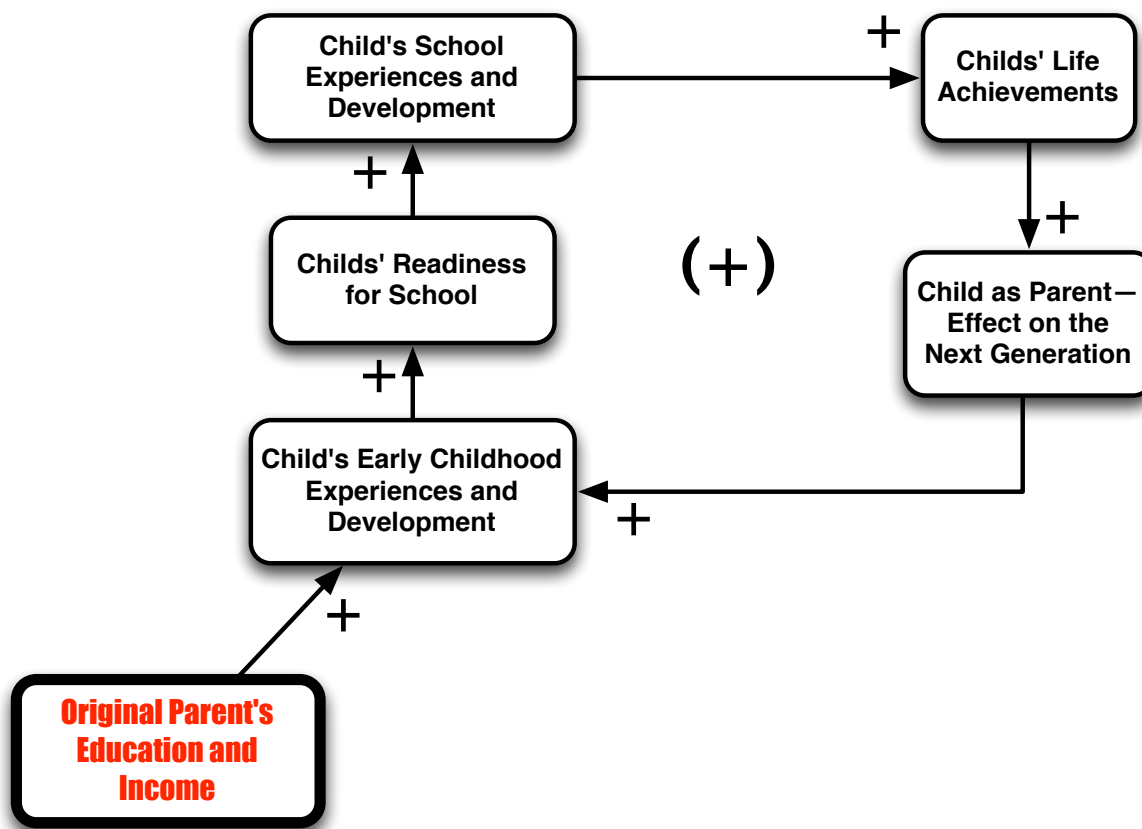 Child's School
Experiences and
Development
+
Childs' Life
Achievements
+
+
Childs' Readiness
for School
(+)
Child as Parent—
Effect on the
Next Generation
+
Child's Early Childhood
Experiences and
Development
+
+
Original Parent's
Education and
Income